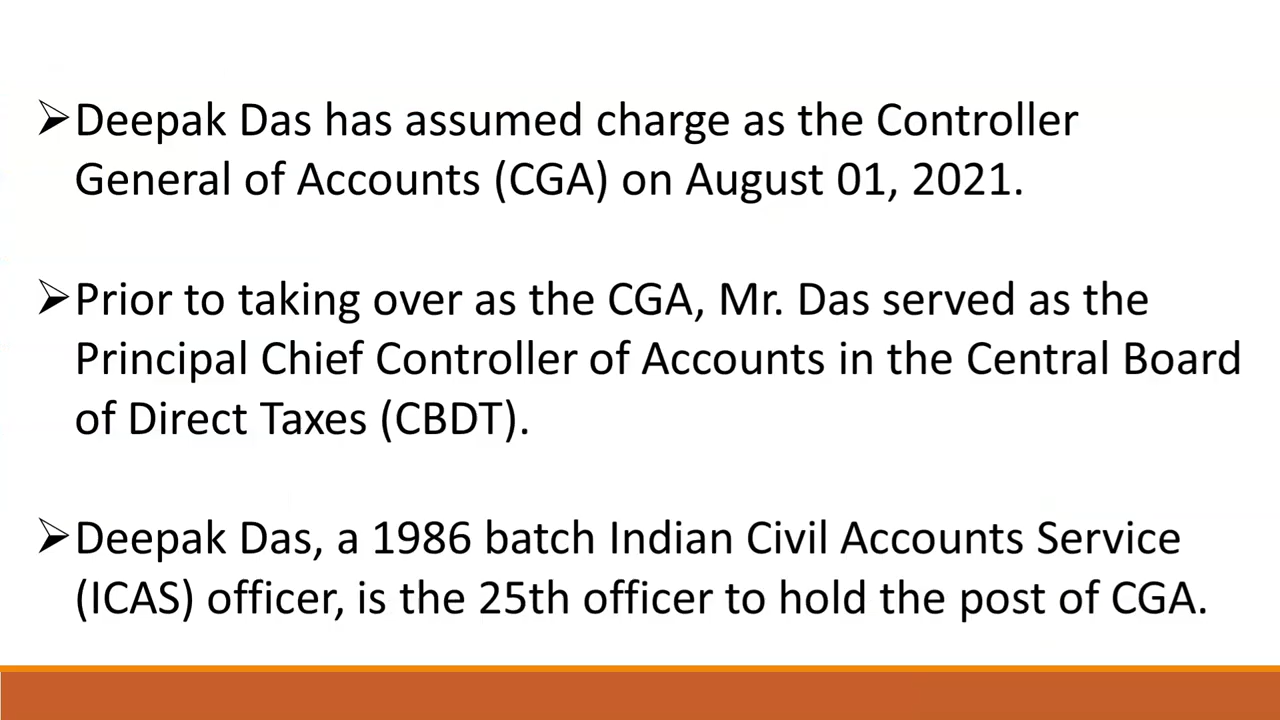 ➢Deepak Das has assumed charge as the Controller
General of Accounts (CGA) on August 01, 2021.
➢Prior to taking over as the CGA, Mr. Das served as the
Principal Chief Controller of Accounts in the Central Board
of Direct Taxes (CBDT).
➢Deepak Das, a 1986 batch Indian Civil Accounts Service
(ICAS) officer, is the 25th officer to hold the post of CGA.